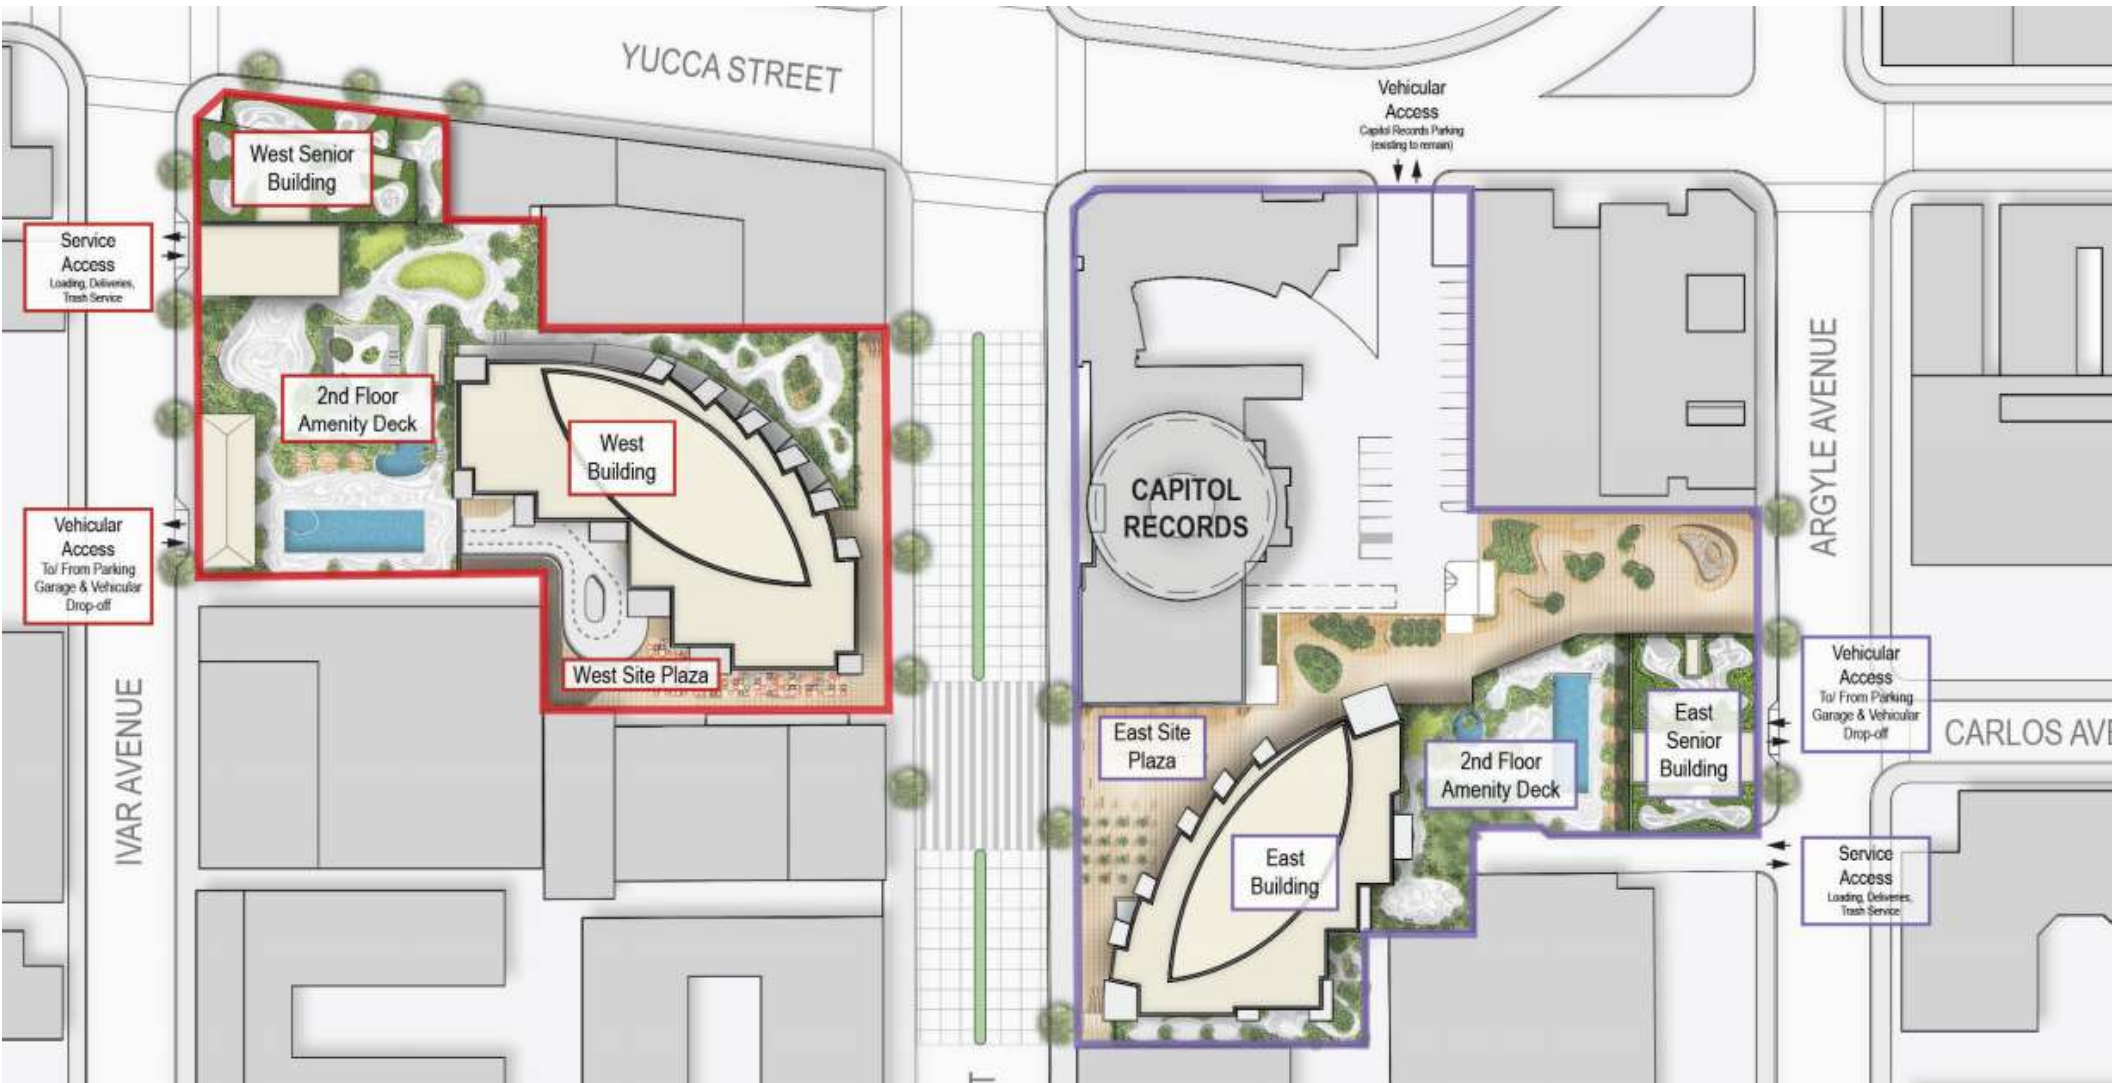 YUCCA STREET
Vehicular
Access
Capitol Records Parking
(existing to remain)
West Senior
Building
Service
Access
Loading, Deliveries,
Trash Service
2nd Floor
Amenity Deck
West
Building
Vehicular
Access
To/ From Parking
Garage & Vehicular
Drop-off
West Site Plaza
IVAR AVENUE
CAPITOL
RECORDS
ARGYLE AVENUE
East Site
Plaza
2nd Floor
Amenity Deck
East
Senior
Building
East
Building
Vehicular
Access
To/ From Parking
Garage & Vehicular
Drop-off
CARLOS AVE
Service
Access
Loading, Deliveries,
Trash Service
T